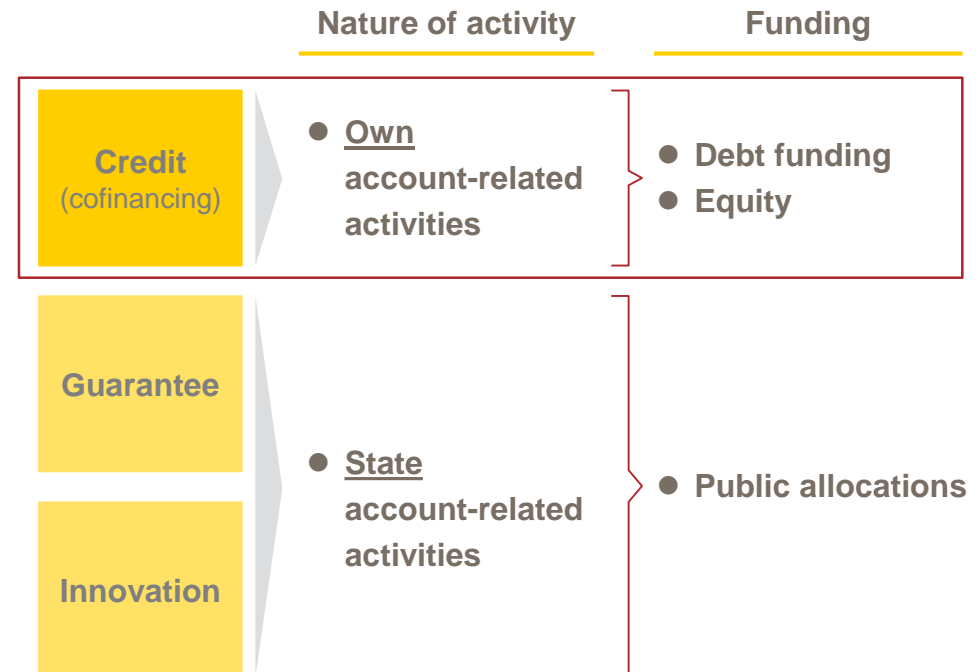 Nature of activity
Funding
Credit
(cofinancing)
● Own
account-related
activities
● Debt funding
● Equity
Guarantee
Innovation
● State
account-related
activities
● Public allocations